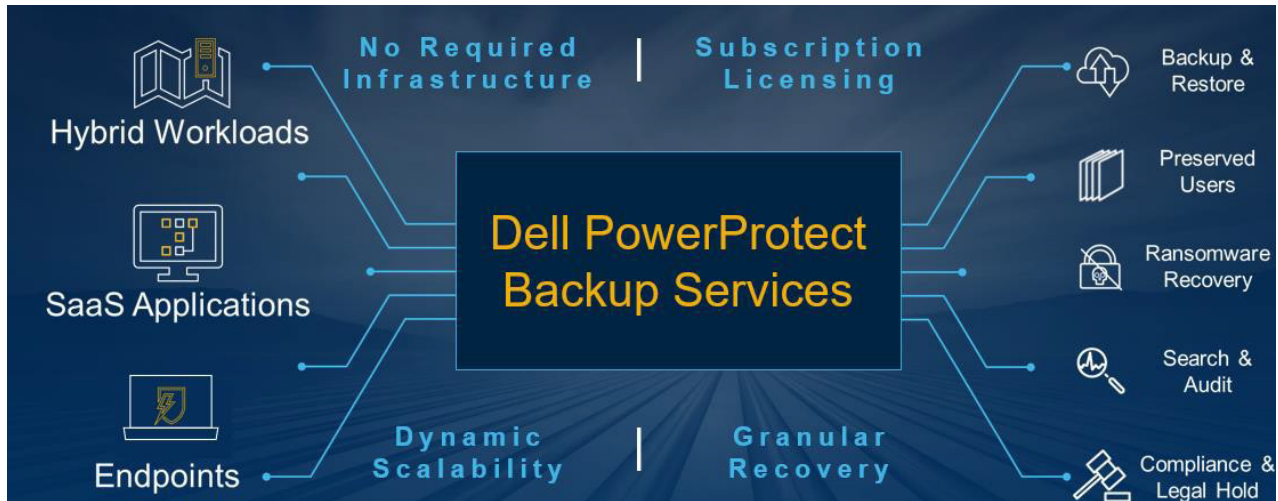 No Required
Infrastructure
Subscription
Licensing
Hybrid Workloads
SaaS Applications
Endpoints
Dell PowerProtect
Backup Services
Backup &
Restore
Preserved
Users
Ransomware
Recovery
Search &
Audit
Compliance &
Legal Hold
Dynamic
Scalability
Granular
Recovery